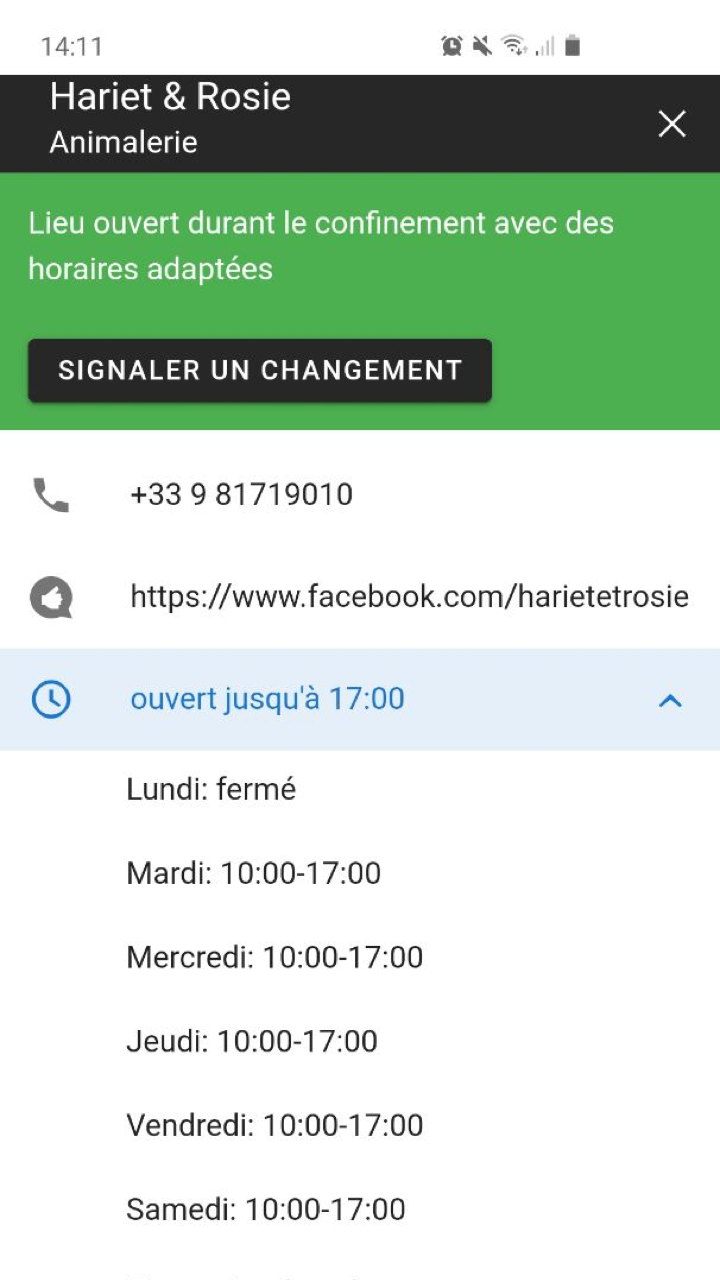 14:11
Hariet & Rosie
Animalerie
Lieu ouvert durant le confinement avec des
horaires adaptées
SIGNALER UN CHANGEMENT
+33 9 81719010
https://www.facebook.com/harietetrosie
ouvert jusqu'à 17:00
Lundi: fermé
Mardi: 10:00-17:00
Mercredi: 10:00-17:00
Jeudi: 10:00-17:00
Vendredi: 10:00-17:00
Samedi: 10:00-17:00